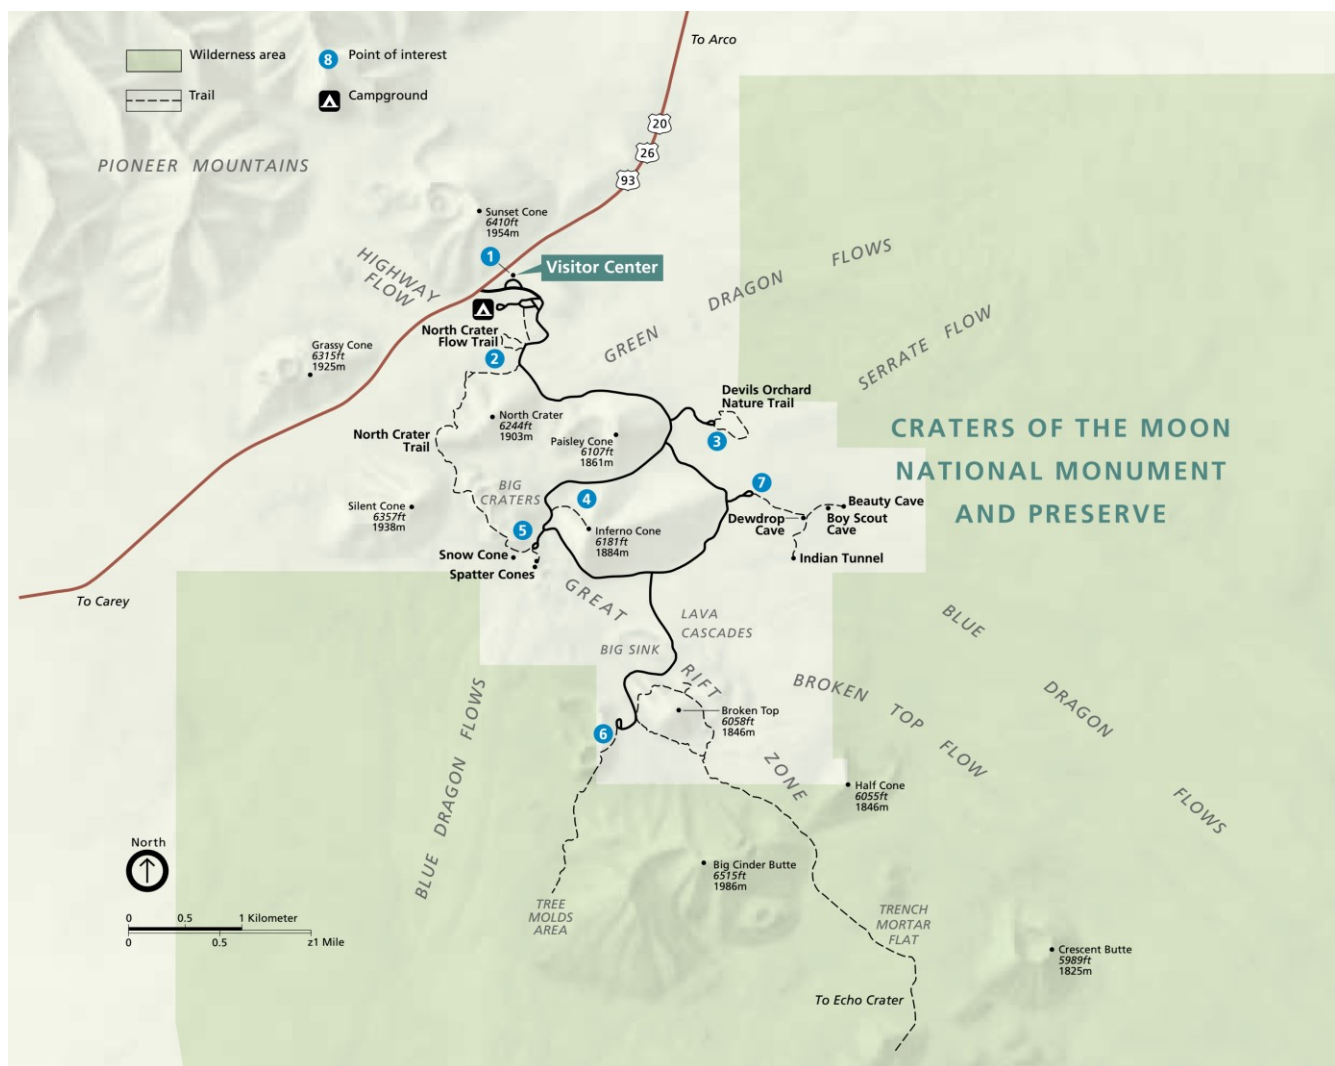 To Arco
Wilderness area
8 Point of interest
Trail
Campground
20
26
93
PIONEER MOUNTAINS
Sunset Cone
6410ft
1954m
1
Visitor Center
HIGHWAY
FLOW
GREEN DRAGON FLOWS
SERRATE FLOW
North Crater
Flow Trail
2
Grassy Cone
6315ft
1925m
Devils Orchard
Nature Trail
3
North Crater
6244ft
1903m
North Crater
Trail
Paisley Cone
6107ft
1861m
CRATERS OF THE MOON
NATIONAL MONUMENT
AND PRESERVE
BIG
CRATERS
4
7
Silent Cone
6357ft
1938m
5
Inferno Cone
6181ft
1884m
Beauty Cave
Dewdrop
Cave
Boy Scout
Cave
Indian Tunnel
Snow Cone
Spatter Cones
To Carey
GREAT
RIFT
ZONE
LAVA
CASCADES
BIG SINK
BLUE
DRAGON
FLOWS
BROKEN
TOP
FLOW
BLUE DRAGON FLOWS
Broken Top
6058ft
1846m
6
Half Cone
6055ft
1846m
North
Big Cinder Butte
6515ft
1986m
TREE
MOLDS
AREA
TRENCH
MORTAR
FLAT
0 0.5 1 Kilometer
0 0.5 z1 Mile
Crescent Butte
5989ft
1825m
To Echo Crater